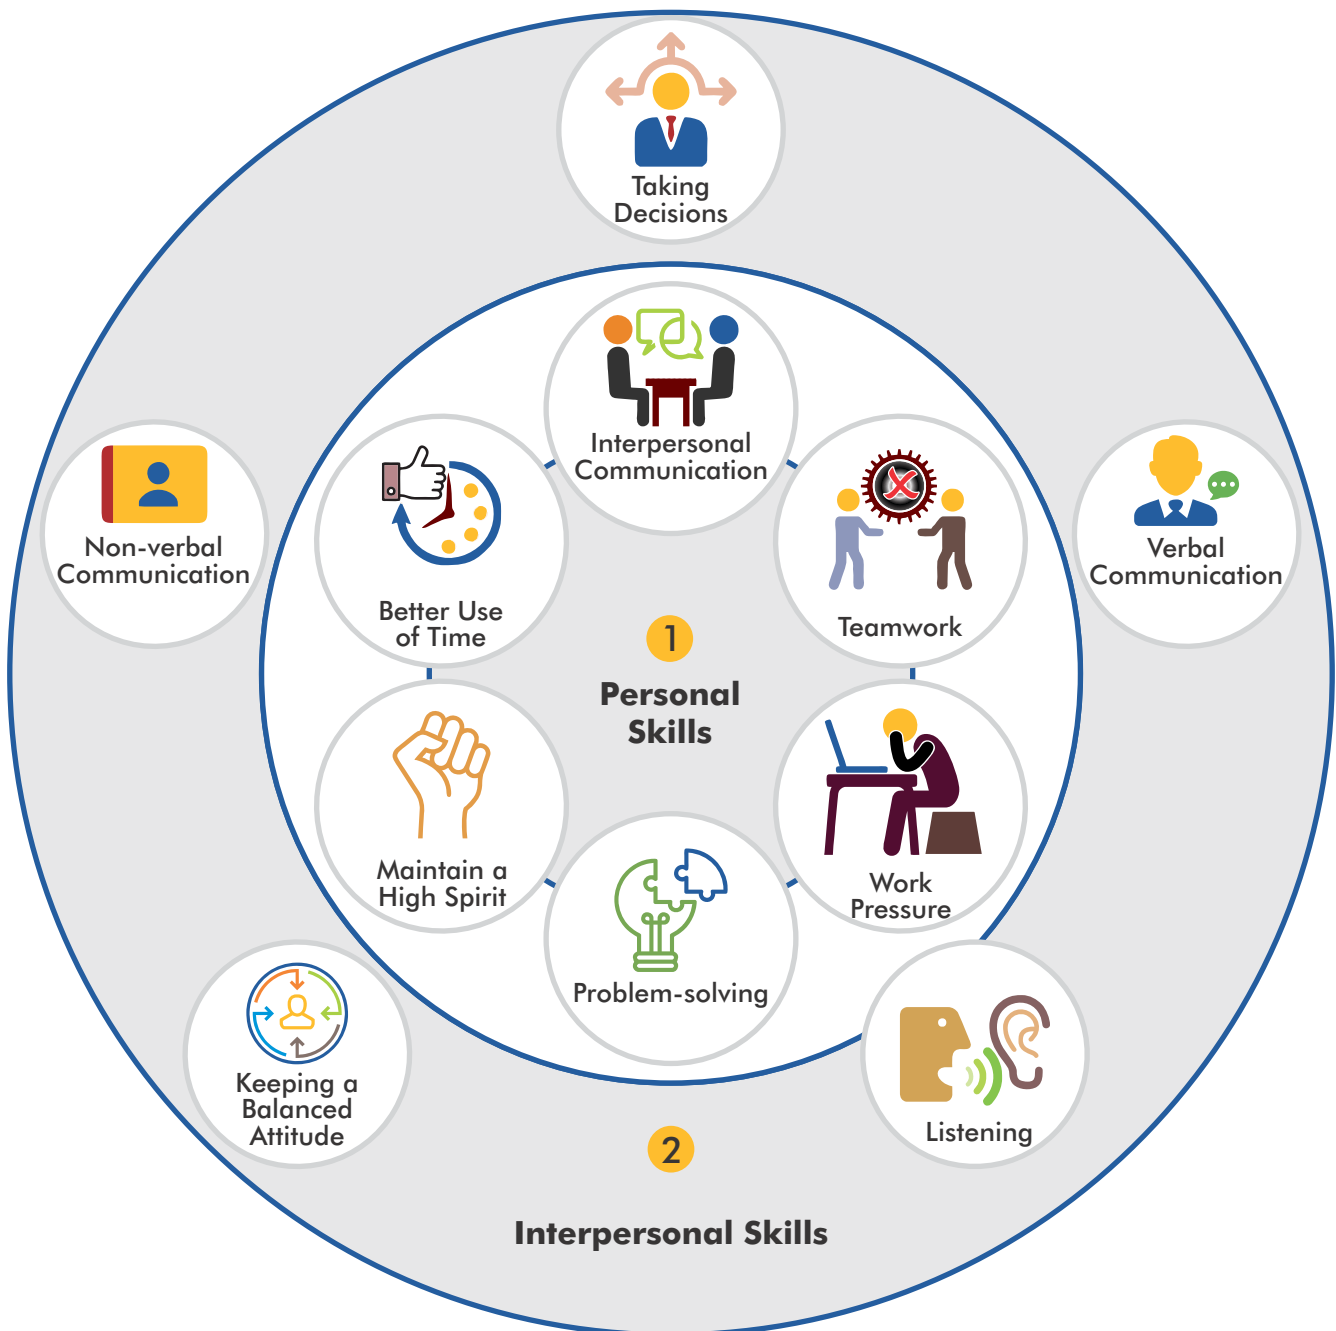 Taking
Decisions
Interpersonal
Communication
Non-verbal
Communication
Verbal
Communication
Better Use
of Time
Teamwork
1
Personal
Skills
Maintain a
High Spirit
Work
Pressure
Problem-solving
Keeping a
Balanced
Attitude
Listening
2
Interpersonal Skills